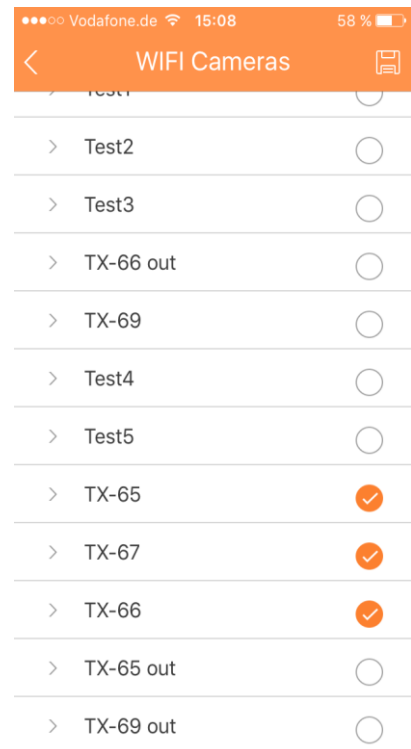 Vodafone.de 15:08 58 %
WIFI Cameras
Test1
Test2
Test3
TX-66 out
TX-69
Test4
Test5
TX-65
TX-67
TX-66
TX-65 out
TX-69 out